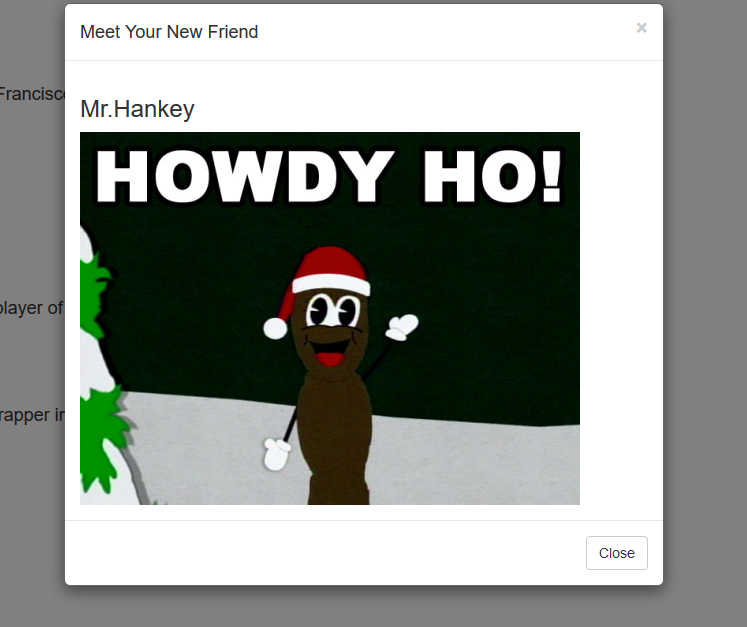 Meet Your New Friend ×
Francisc
Mr.Hankey
HOWDY HO!
player of
rapper in
Close